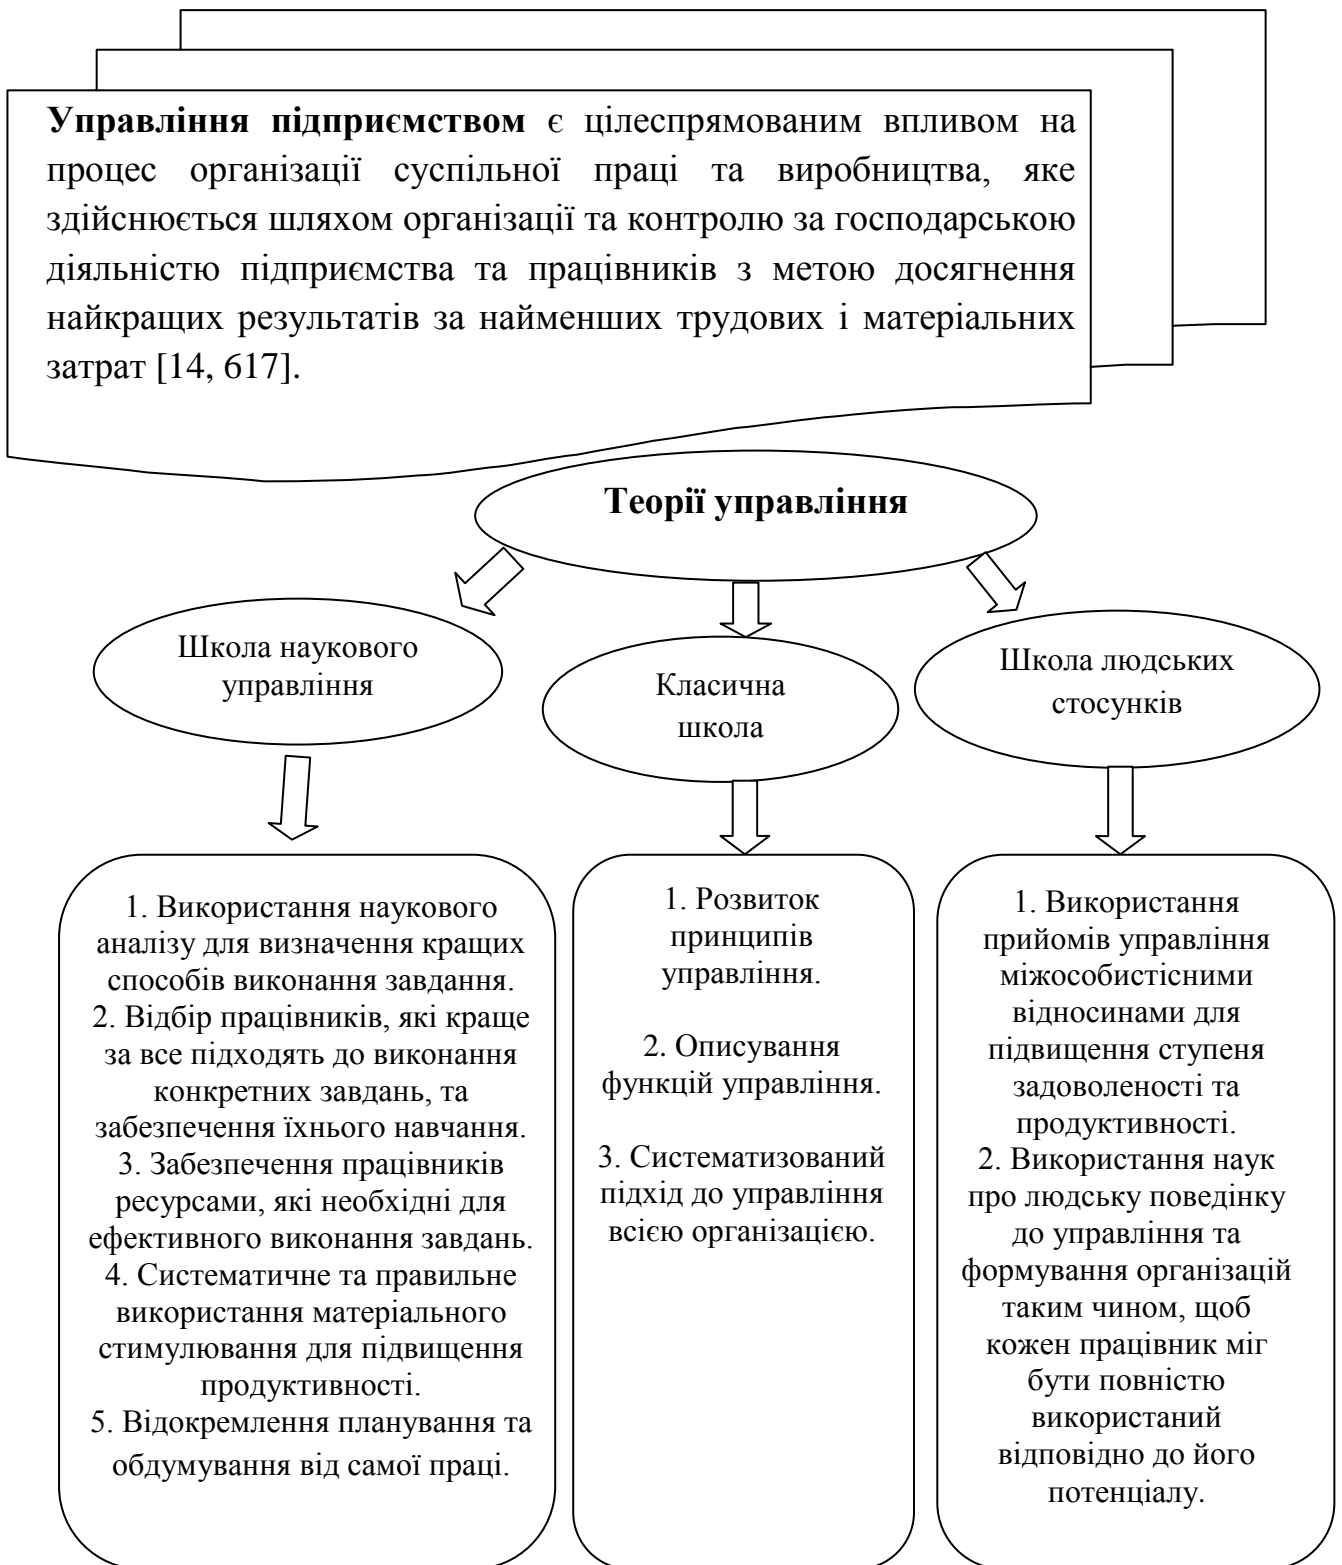 Управління підприємством є цілеспрямованим впливом на
процес організації суспільної праці та виробництва, яке
здійснюється шляхом організації та контролю за господарською
діяльністю підприємства та працівників з метою досягнення
найкращих результатів за найменших трудових і матеріальних
затрат [14, 617].
Теорії управління
Школа наукового
управління
Класична
школа
Школа людських
стосунків
1. Використання наукового
аналізу для визначення кращих
способів виконання завдання.
2. Відбір працівників, які краще
за все підходять до виконання
конкретних завдань, та
забезпечення їхнього навчання.
3. Забезпечення працівників
ресурсами, які необхідні для
ефективного виконання завдань.
4. Систематичне та правильне
використання матеріального
стимулювання для підвищення
продуктивності.
5. Відокремлення планування та
обдумування від самої праці.
1. Розвиток
принципів
управління.
2. Описування
функцій управління.
3. Систематизований
підхід до управління
всією організацією.
1. Використання
прийомів управління
міжособистісними
відносинами для
підвищення ступеня
задоволеності та
продуктивності.
2. Використання наук
про людську поведінку
до управління та
формування організацій
таким чином, щоб
кожен працівник міг
бути повністю
використаний
відповідно до його
потенціалу.